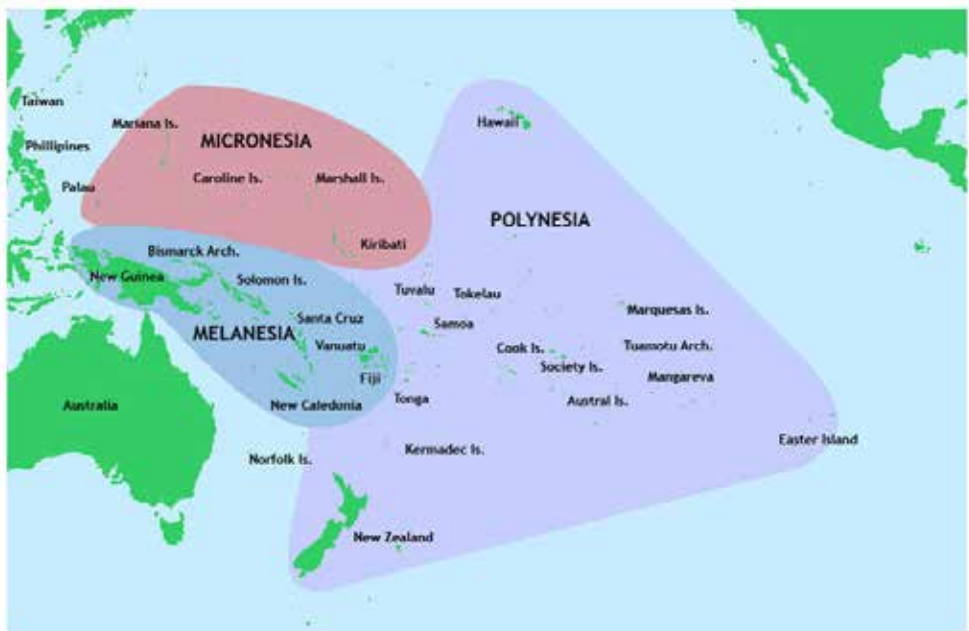 Taiwan
Mariana Is.
Hawaii
MICRONESIA
Phillipines
Caroline Is.
Marshall Is.
Palau
POLYNESIA
Kiribati
Bismarck Arch.
New Guinea
Solomon Is.
Tuvalu
Tokelau
Marquesas Is.
Santa Cruz
Samoa
MELANESIA
Vanuatu
Cook Is.
Tuamotu Arch.
Society Is.
Fiji
Mangareva
Tonga
Austral Is.
Australia
New Caledonia
Easter Island
Kermadec Is.
Norfolk Is.
New Zealand